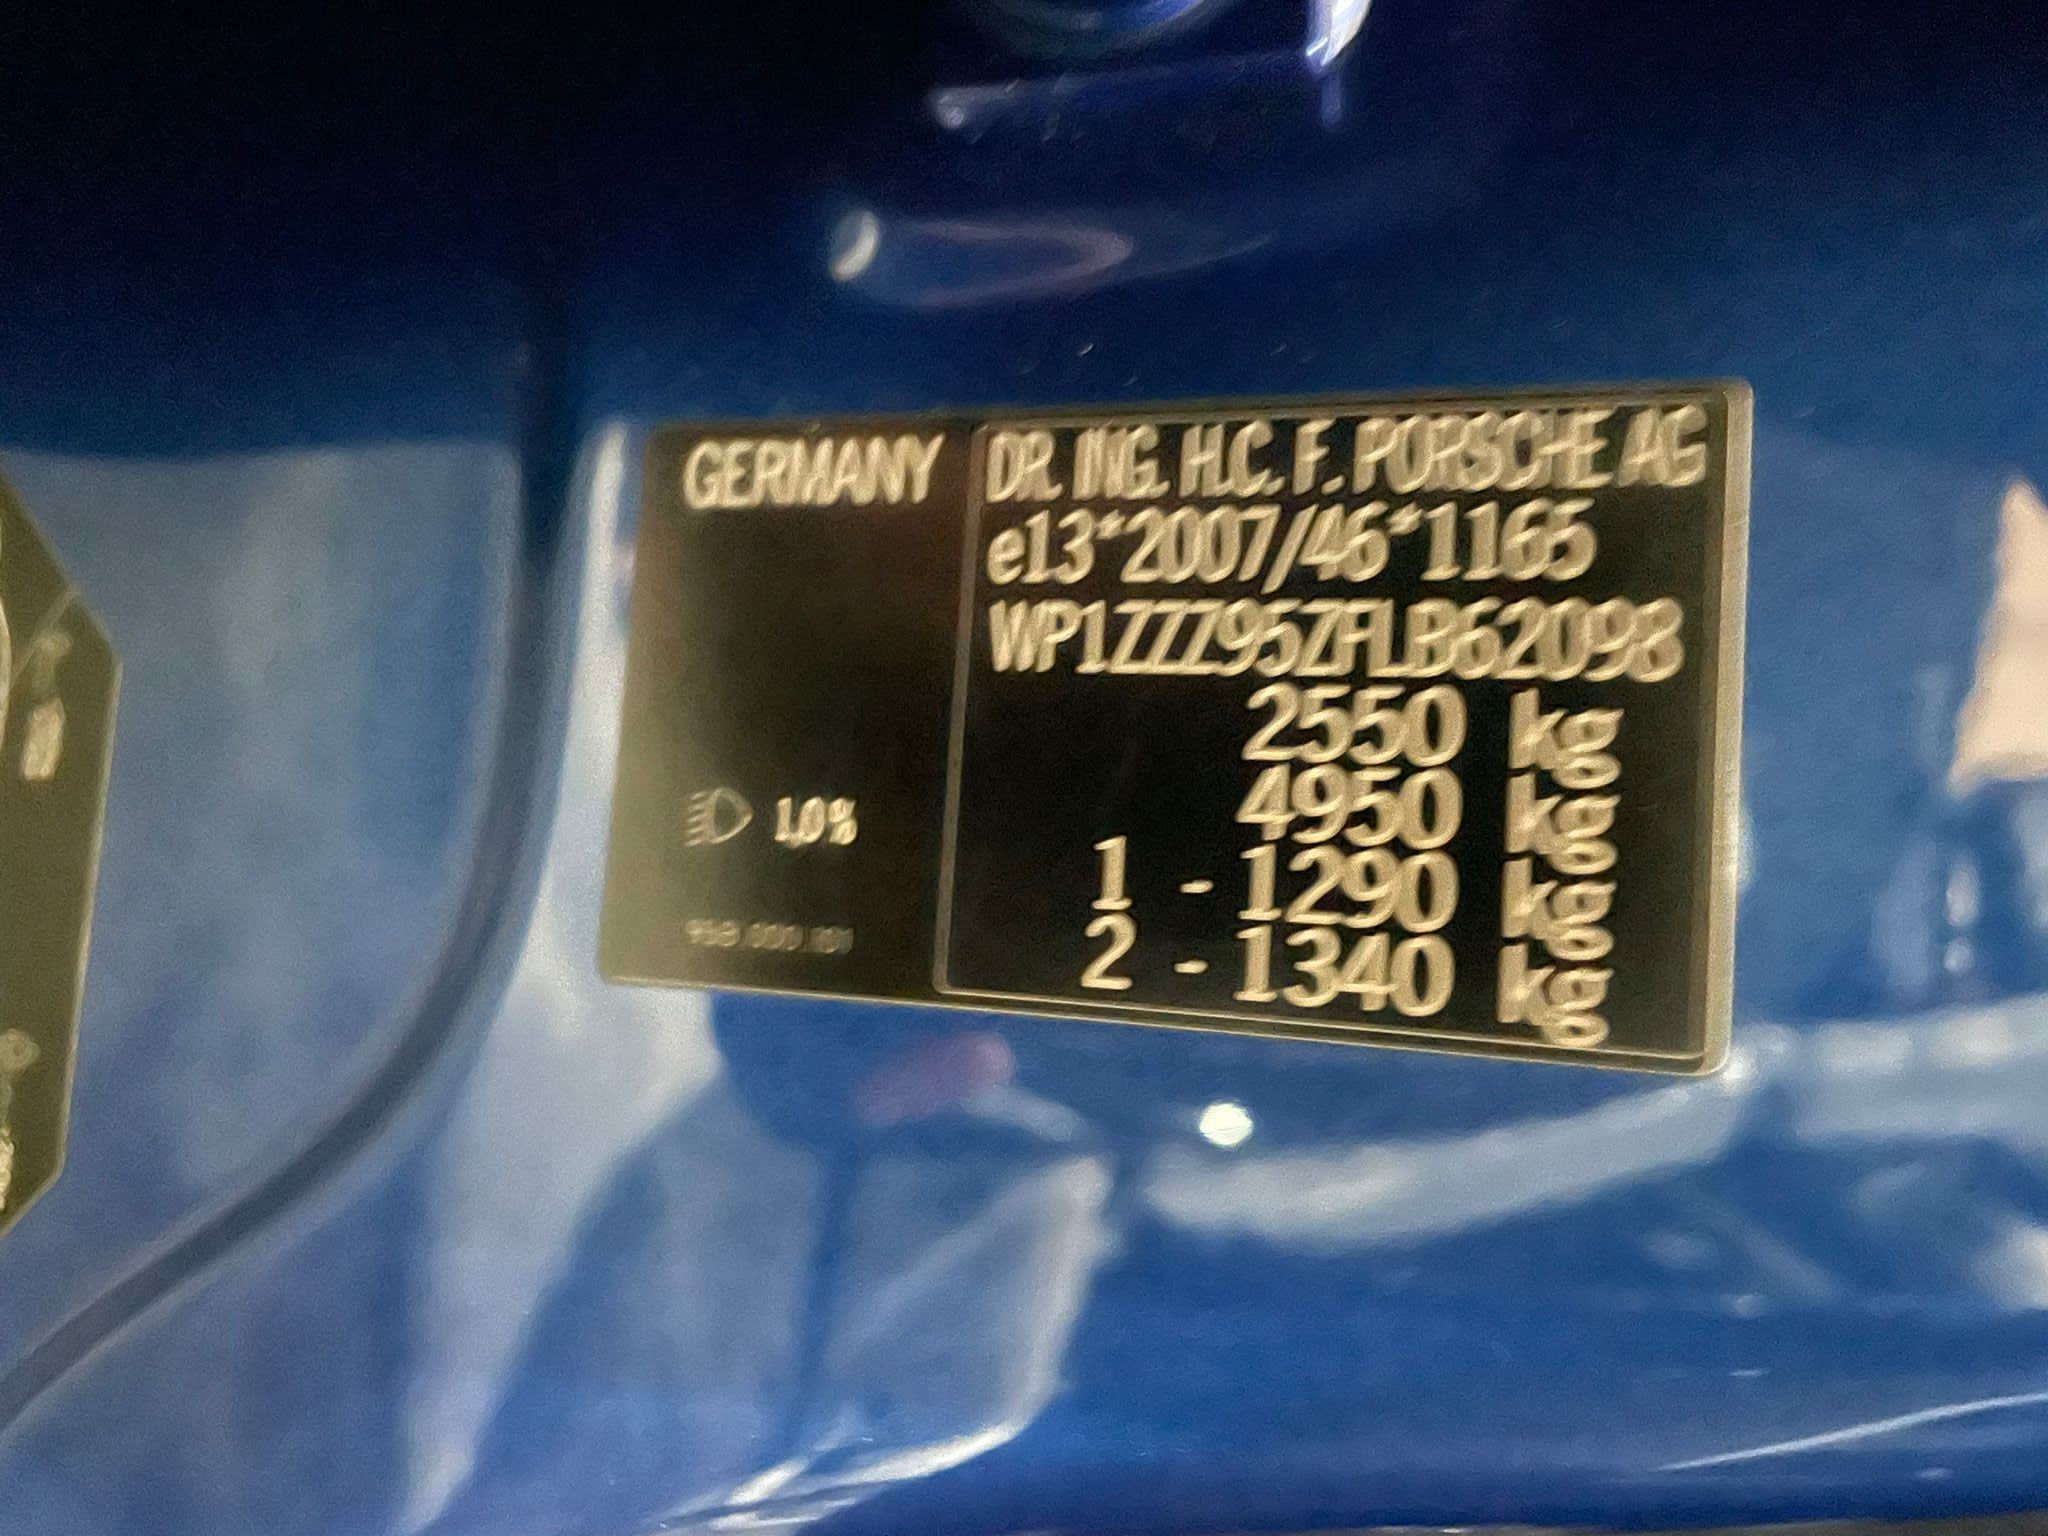 GERMANY
DR. ING. H.C. F. PORSCHE AG
e13*2007/46*1165
WP1ZZZ95ZFLB62098
2550 kg
4950 kg
1 - 1290 kg
2 - 1340 kg
1,0%